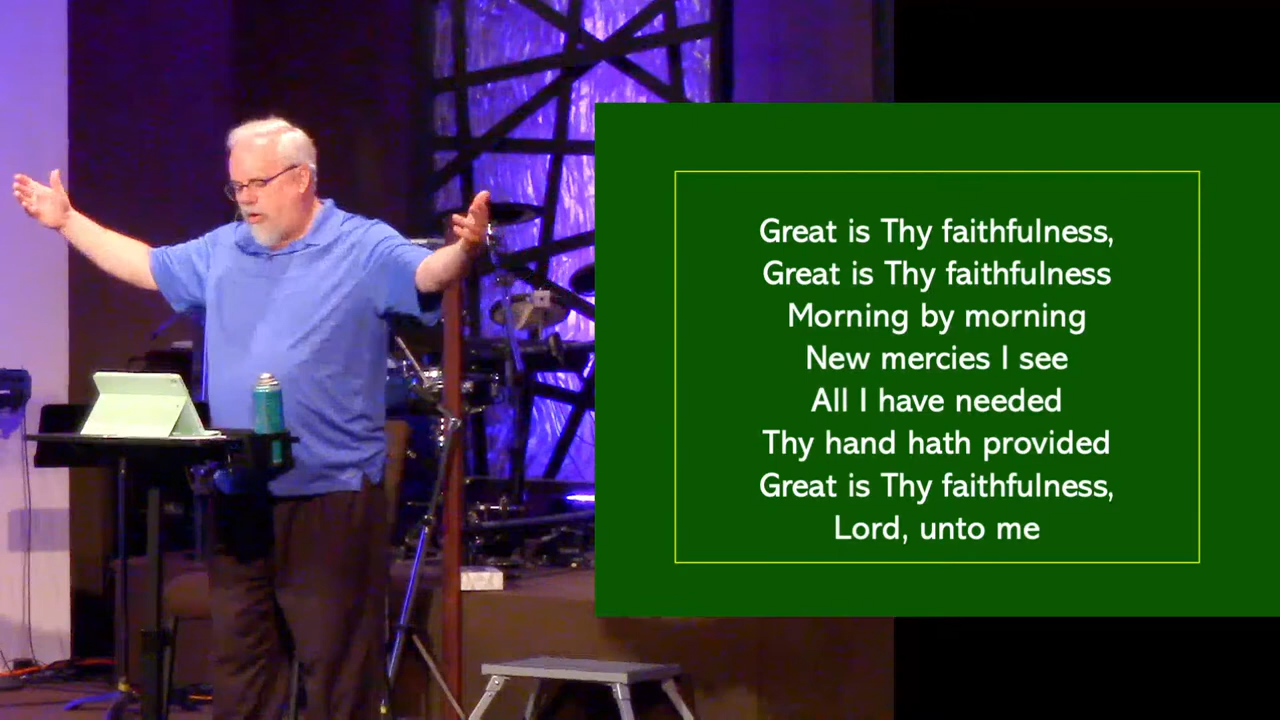 Great is Thy faithfulness,
Great is Thy faithfulness
Morning by morning
New mercies I see
All I have needed
Thy hand hath provided
Great is Thy faithfulness,
Lord, unto me